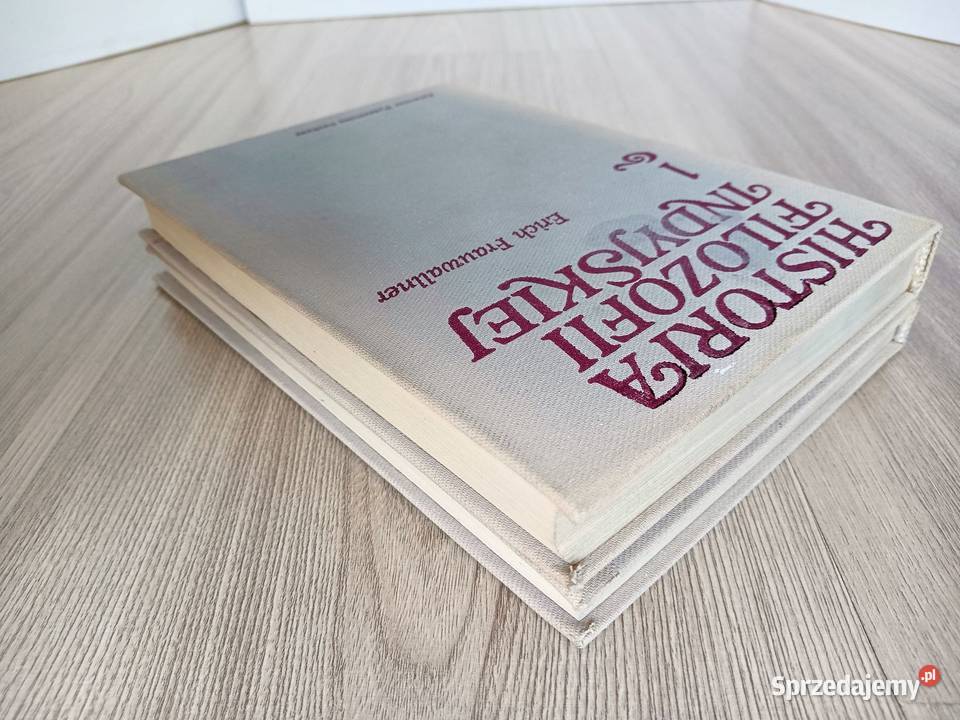 HISTORIA
FILOZOFII
INDYJSKIEJ
1
Erich Frauwallner
Sprzedajemy.pl